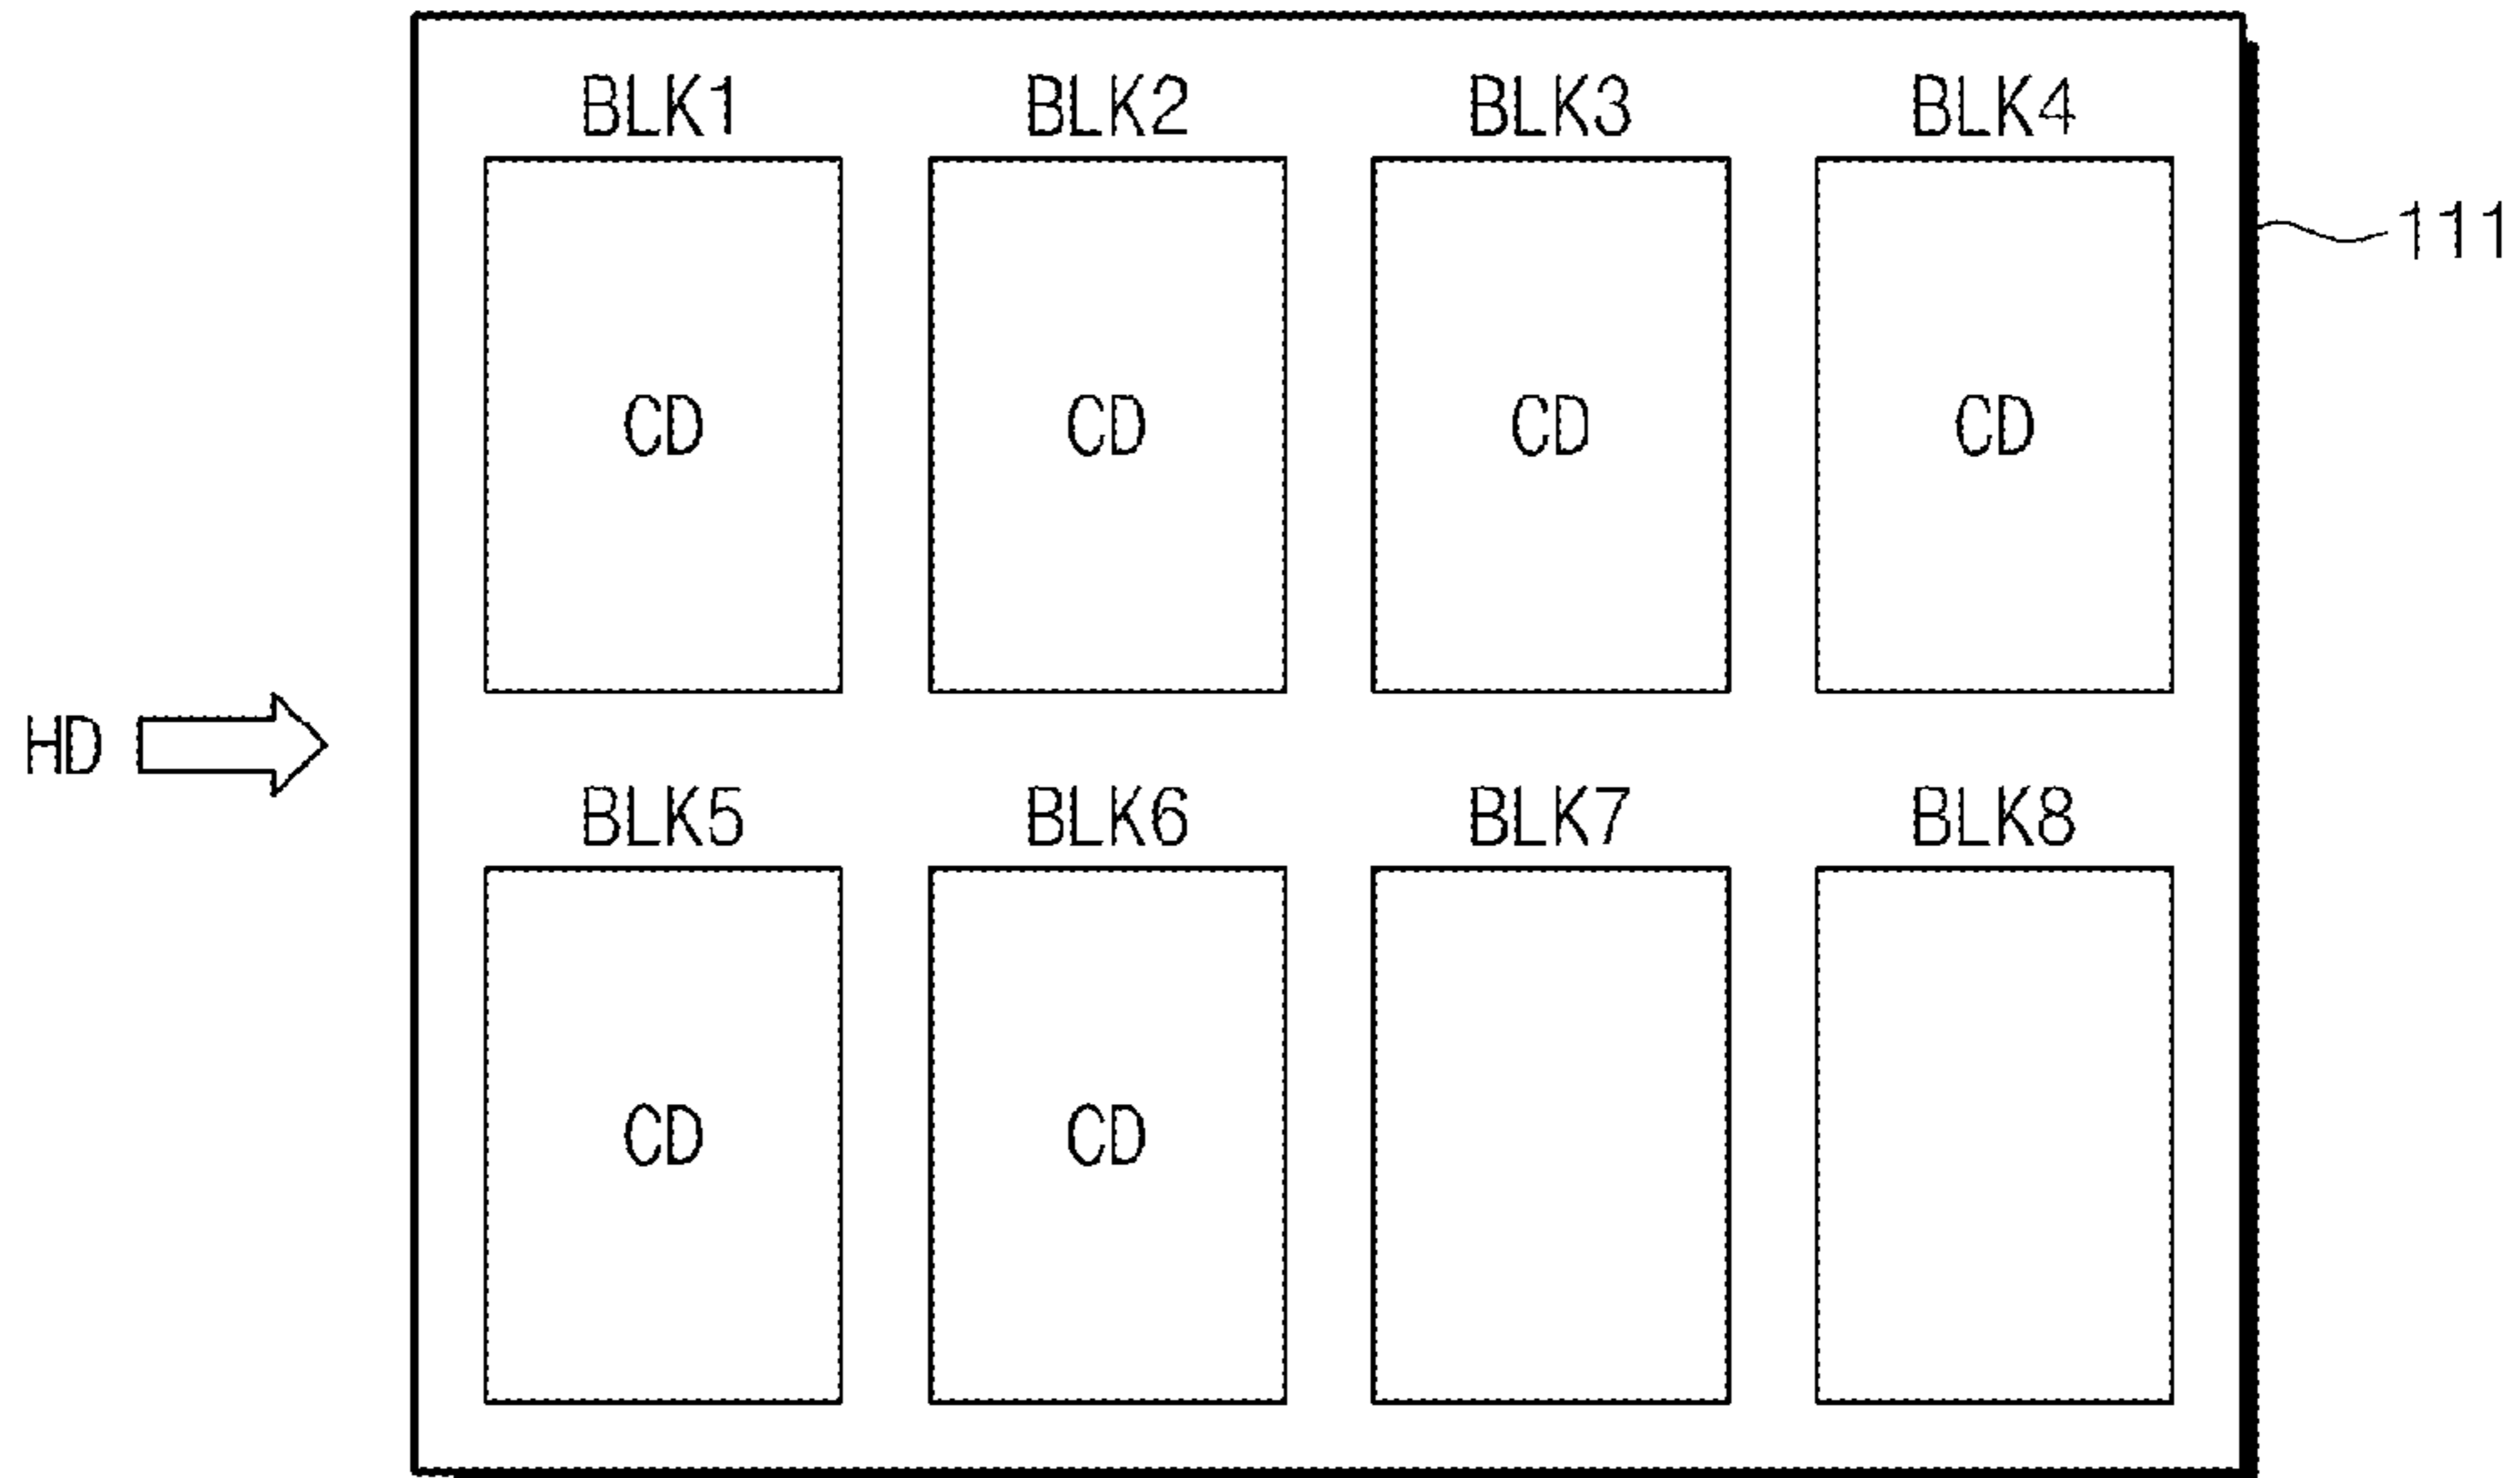 BLK1 BLK2 BLK3 BLK4
111
CD CD CD CD
HD
BLK5 BLK6 BLK7 BLK8
CD CD